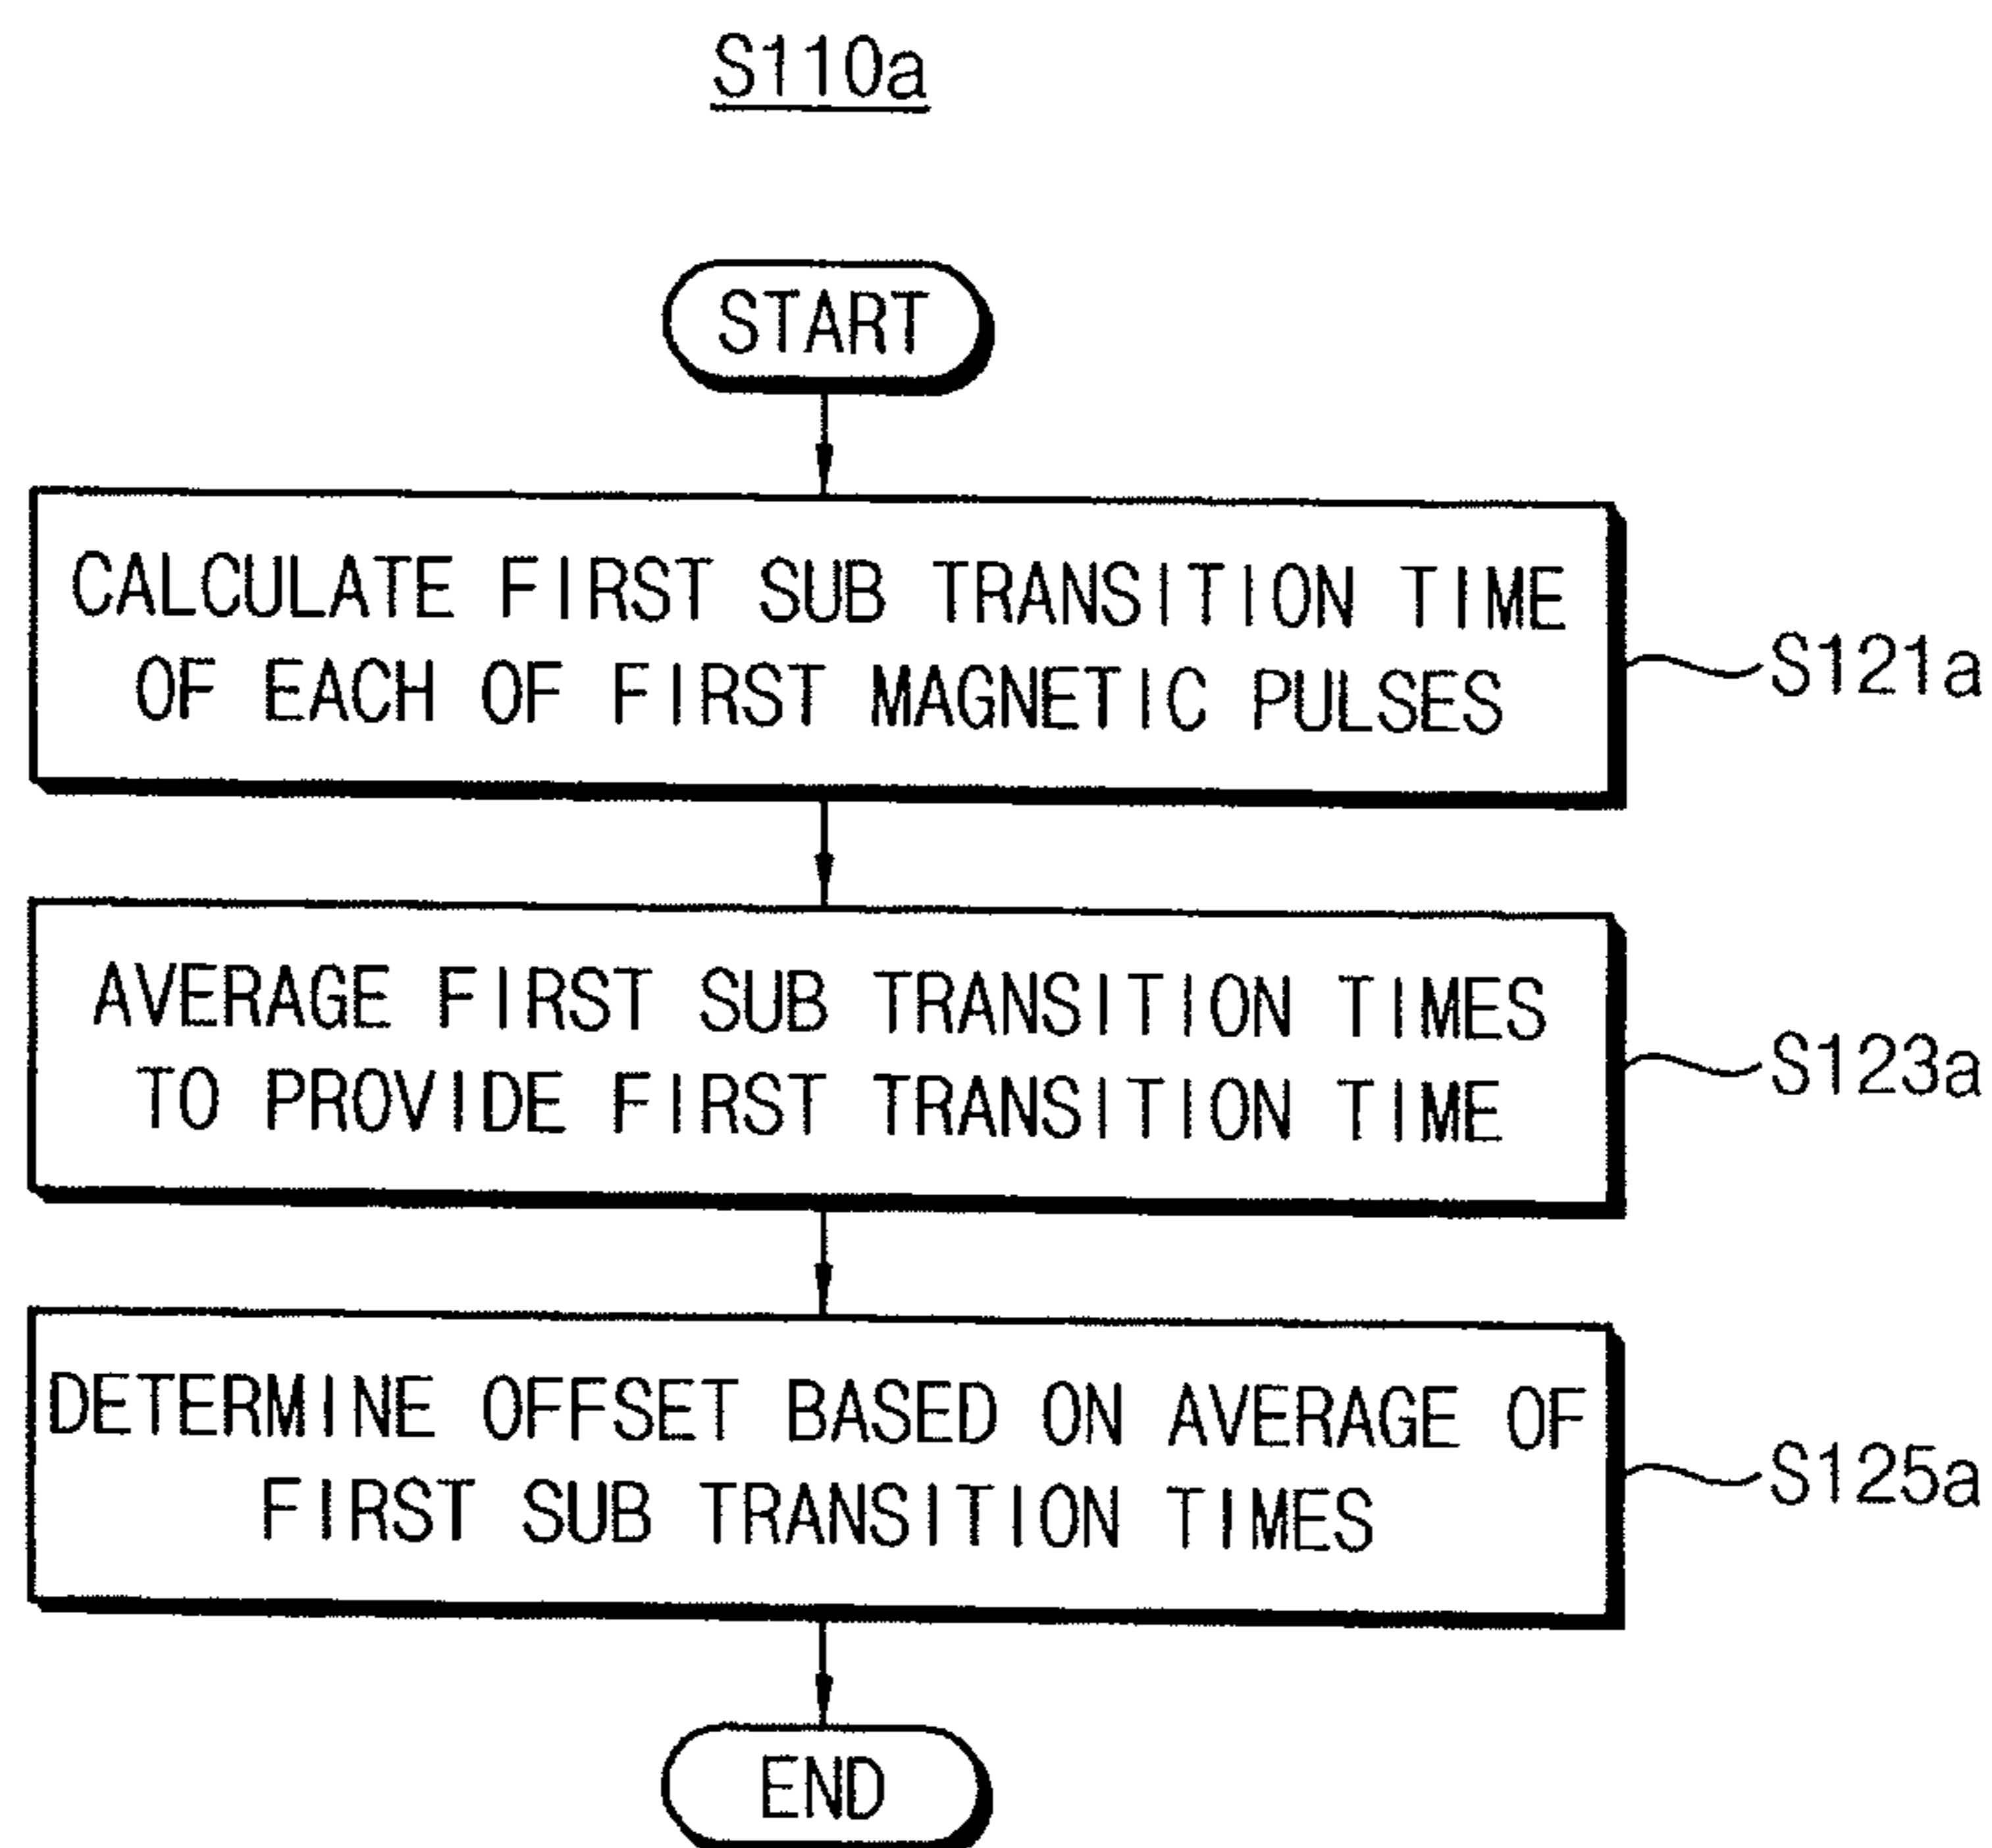 S110a
START
CALCULATE FIRST SUB TRANSITION TIME
OF EACH OF FIRST MAGNETIC PULSES
S121a
AVERAGE FIRST SUB TRANSITION TIMES
TO PROVIDE FIRST TRANSITION TIME
S123a
DETERMINE OFFSET BASED ON AVERAGE OF
FIRST SUB TRANSITION TIMES
S125a
END